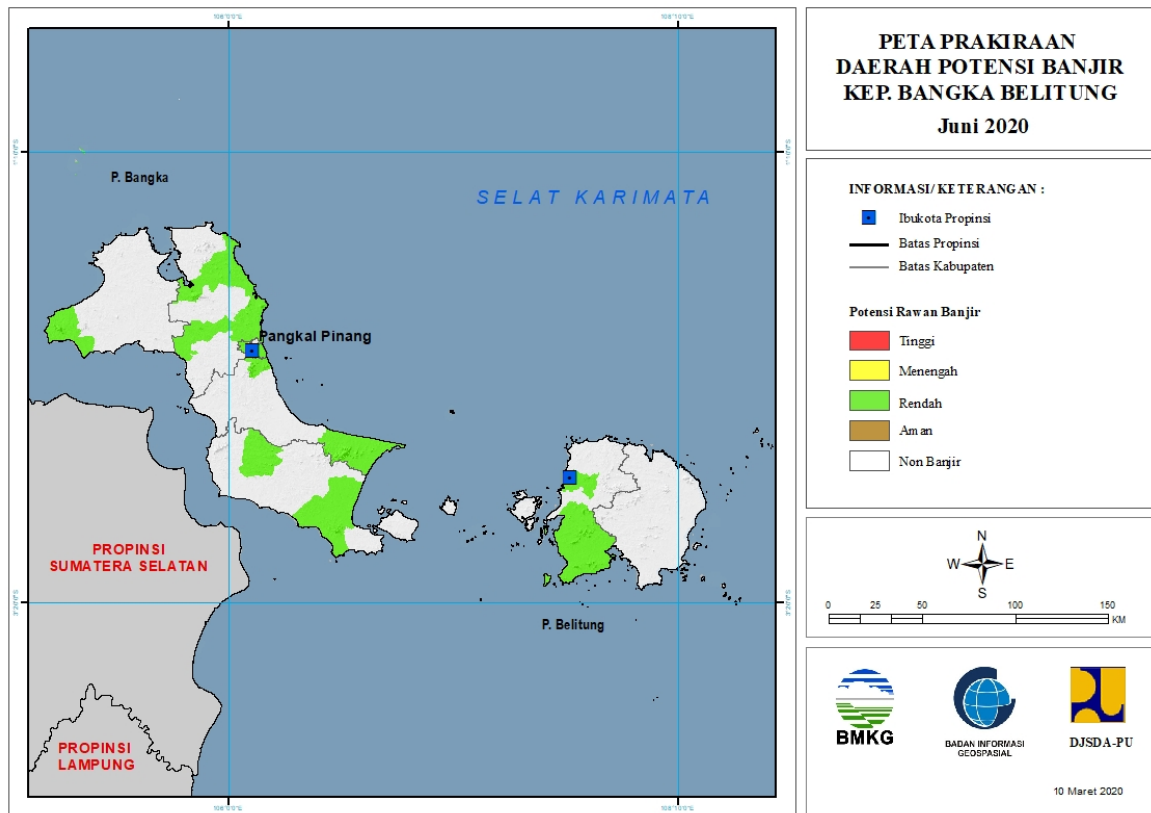 PETA PRAKIRAAN
DAERAH POTENSI BANJIR
KEP. BANGKA BELITUNG
Juni 2020
P. Bangka
SELAT KARIMATA
Pangkal Pinang
PROPINSI
SUMATERA SELATAN
P. Belitung
PROPINSI
LAMPUNG
INFORMASI/ KETERANGAN :
Ibukota Propinsi
Batas Propinsi
Batas Kabupaten
Potensi Rawan Banjir
Tinggi
Menengah
Rendah
Aman
Non Banjir
N
W E
S
0 25 50 100 150
KM
BMKG
BADAN INFORMASI
GEOSPASIAL
DJSDA-PU
10 Maret 2020